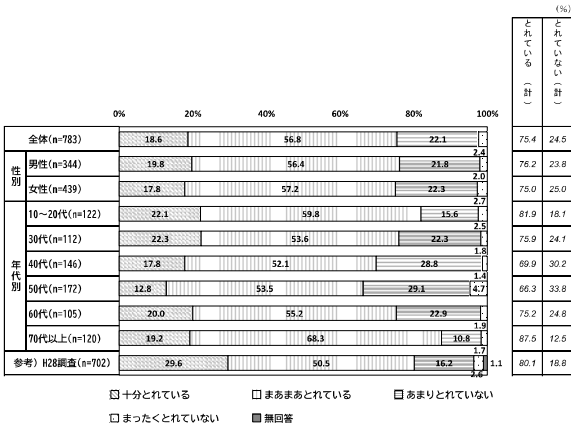 (%)
とれている（計）
とれていない（計）
0% 20% 40% 60% 80% 100%
全体(n=783) 18.6 56.8 22.1 2.4 75.4 24.5
性別
男性(n=344) 19.8 56.4 21.8 2.0 76.2 23.8
女性(n=439) 17.8 57.2 22.3 2.7 75.0 25.0
年代別
10～20代(n=122) 22.1 59.8 15.6 2.5 81.9 18.1
30代(n=112) 22.3 53.6 22.3 1.8 75.9 24.1
40代(n=146) 17.8 52.1 28.8 1.4 69.9 30.2
50代(n=172) 12.8 53.5 29.1 4.7 66.3 33.8
60代(n=105) 20.0 55.2 22.9 1.9 75.2 24.8
70代以上(n=120) 19.2 68.3 10.8 1.7 87.5 12.5
参考）H28調査(n=702) 29.6 50.5 16.2 2.6 1.1 80.1 18.8
十分とれている まあまあとれている あまりとれていない
まったくとれていない 無回答